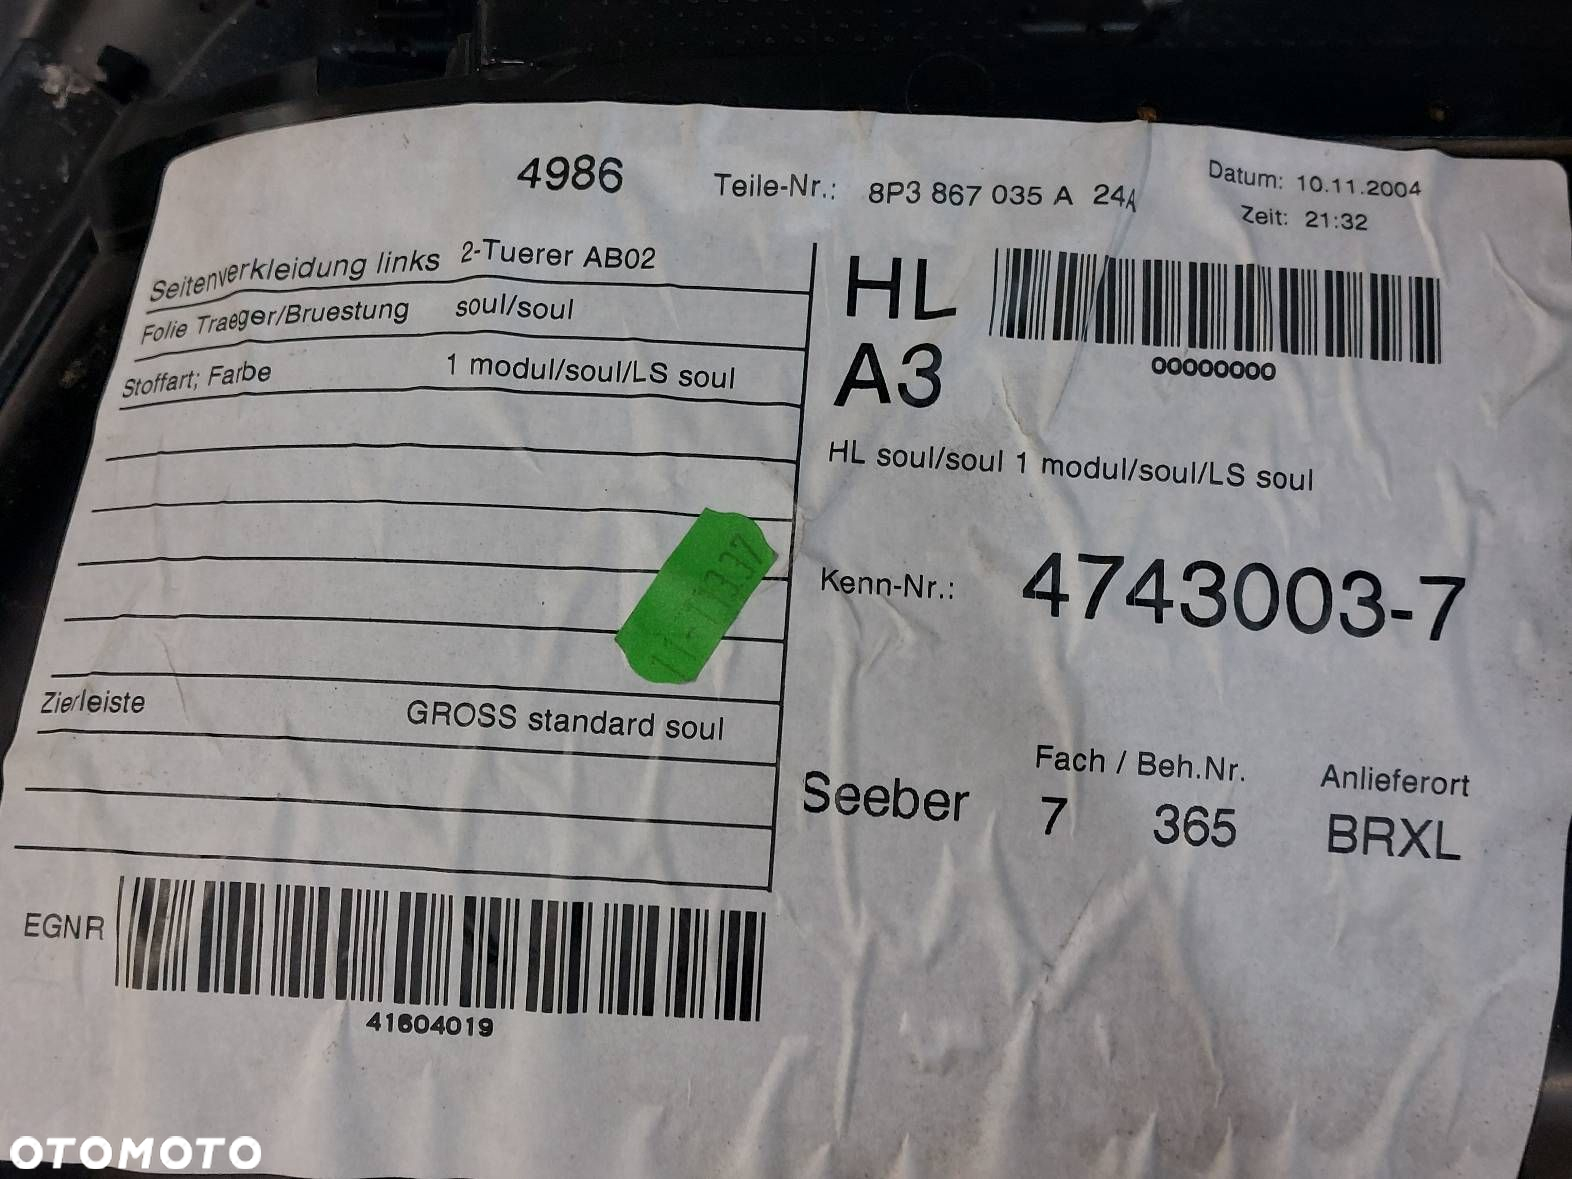 4986 Teile-Nr.: 8P3 867 035 A 24A Datum: 10.11.2004
Zeit: 21:32
Seitenverkleidung links 2-Tuerer AB02
Folie Traeger/Bruestung soul/soul
Stoffart; Farbe 1 modul/soul/LS soul
Zierleiste GROSS standard soul
EGNR
41604019
HL
A3
00000000
HL soul/soul 1 modul/soul/LS soul
Kenn-Nr.: 4743003-7
Fach / Beh.Nr. Anlieferort
Seeber 7 365 BRXL
OTOMOTO